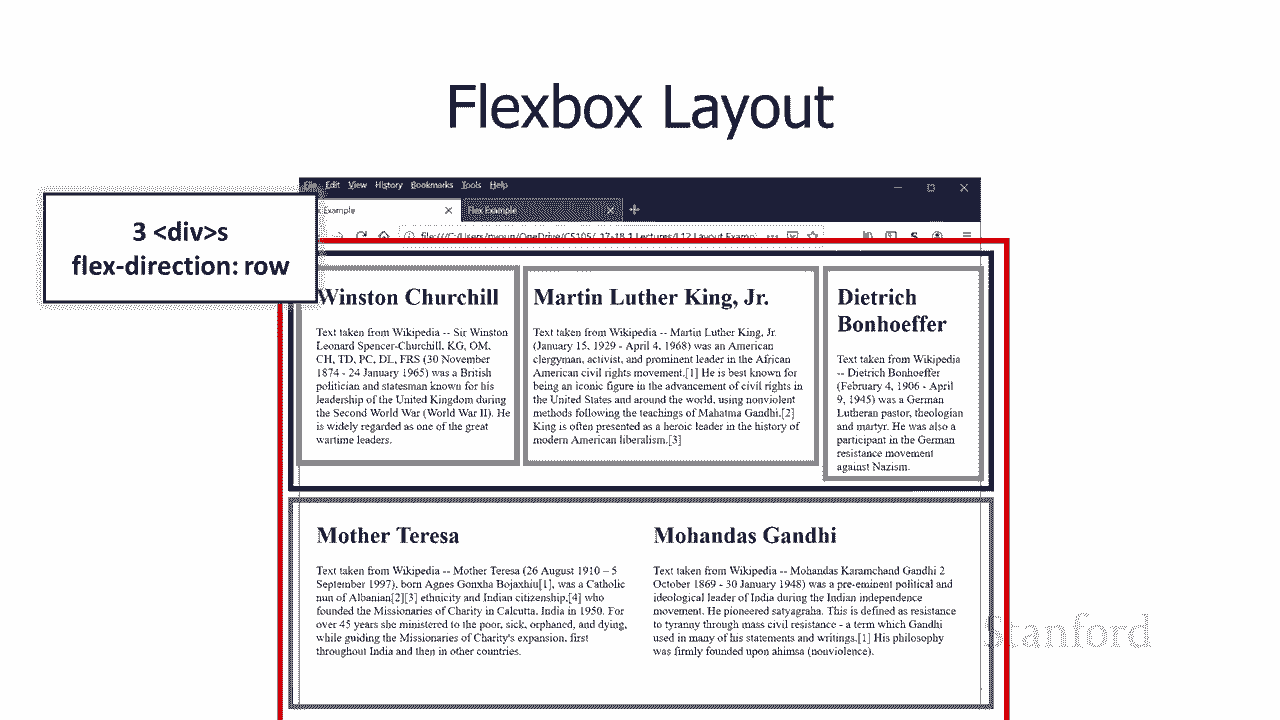 Flexbox Layout
3 <div>s
flex-direction: row
File Edit View History Bookmarks Tools Help
Example
Flex Example
Winston Churchill
Text taken from Wikipedia -- Sir Winston
Leonard Spencer-Churchill, KG, OM,
CH, TD, PC, DL, FRS (30 November
1874 - 24 January 1965) was a British
politician and statesman known for his
leadership of the United Kingdom during
the Second World War (World War II). He
is widely regarded as one of the great
wartime leaders.
Martin Luther King, Jr.
Text taken from Wikipedia -- Martin Luther King, Jr.
(January 15, 1929 - April 4, 1968) was an American
clergyman, activist, and prominent leader in the African
American civil rights movement.[1] He is best known for
being an iconic figure in the advancement of civil rights in
the United States and around the world, using nonviolent
methods following the teachings of Mahatma Gandhi.[2]
King is often presented as a heroic leader in the history of
modern American liberalism.[3]
Dietrich
Bonhoeffer
Text taken from Wikipedia
-- Dietrich Bonhoeffer
(February 4, 1906 - April
9, 1945) was a German
Lutheran pastor, theologian
and martyr. He was also a
participant in the German
resistance movement
against Nazism.
Mother Teresa
Text taken from Wikipedia -- Mother Teresa (26 August 1910 – 5
September 1997), born Agnes Gonxha Bojaxhiu[1], was a Catholic
nun of Albanian[2][3] ethnicity and Indian citizenship,[4] who
founded the Missionaries of Charity in Calcutta, India in 1950. For
over 45 years she ministered to the poor, sick, orphaned, and dying,
while guiding the Missionaries of Charity's expansion, first
throughout India and then in other countries.
Mohandas Gandhi
Text taken from Wikipedia -- Mohandas Karamchand Gandhi 2
October 1869 - 30 January 1948) was a pre-eminent political and
ideological leader of India during the Indian independence
movement. He pioneered satyagraha. This is defined as resistance
to tyranny through mass civil resistance - a term which Gandhi
used in many of his statements and writings.[1] His philosophy
was firmly founded upon ahimsa (nonviolence).
Stanford